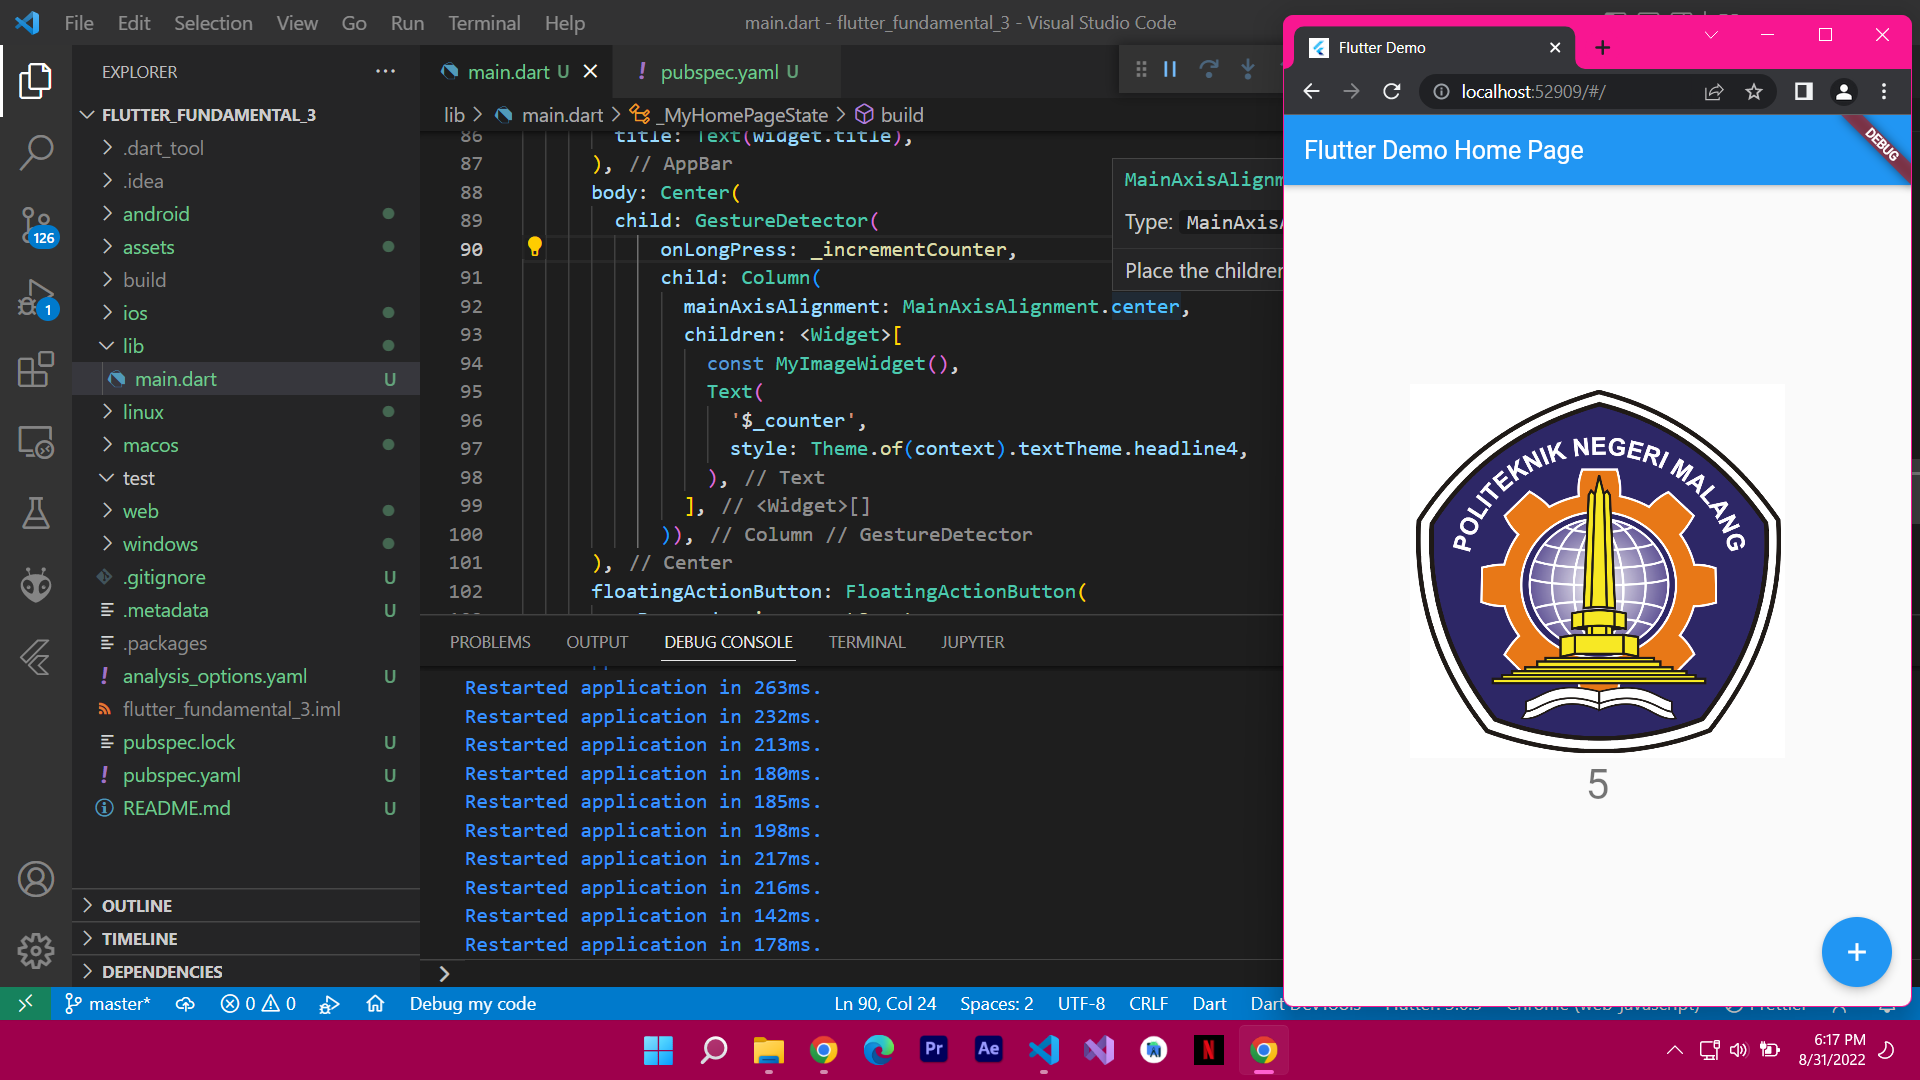 File Edit Selection View Go Run Terminal Help
main.dart - flutter_fundamental_3 - Visual Studio Code
EXPLORER
FLUTTER_FUNDAMENTAL_3
.dart_tool
.idea
android
assets
build
ios
lib
main.dart U
linux
macos
test
web
windows
.gitignore U
.metadata U
.packages
analysis_options.yaml U
flutter_fundamental_3.iml
pubspec.lock U
pubspec.yaml U
README.md U
OUTLINE
TIMELINE
DEPENDENCIES
126
1
main.dart U
pubspec.yaml U
lib > main.dart > _MyHomePageState > build
86 title: Text(widget.title),
87 ), // AppBar
88 body: Center(
89 child: GestureDetector(
90 onLongPress: _incrementCounter,
91 child: Column(
92 mainAxisAlignment: MainAxisAlignment.center,
93 children: <Widget>[
94 const MyImageWidget(),
95 Text(
96 '$_counter',
97 style: Theme.of(context).textTheme.headline4,
98 ), // Text
99 ], // <Widget>[]
100 )), // Column // GestureDetector
101 ), // Center
102 floatingActionButton: FloatingActionButton(
MainAxisAlignm
Type: MainAxisA
Place the children
PROBLEMS OUTPUT DEBUG CONSOLE TERMINAL JUPYTER
Restarted application in 263ms.
Restarted application in 232ms.
Restarted application in 213ms.
Restarted application in 180ms.
Restarted application in 185ms.
Restarted application in 198ms.
Restarted application in 217ms.
Restarted application in 216ms.
Restarted application in 142ms.
Restarted application in 178ms.
master* 0 0 Debug my code
Ln 90, Col 24 Spaces: 2 UTF-8 CRLF Dart
Flutter Demo
localhost:52909/#/
Flutter Demo Home Page
DEBUG
POLITEKNIK NEGERI MALANG
5
Pr
Ae
N
6:17 PM
8/31/2022